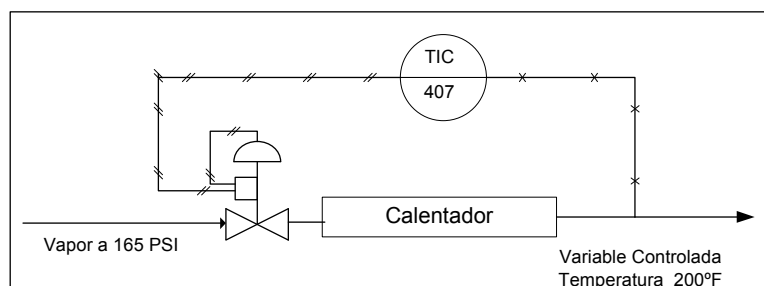 TIC
407
Calentador
Vapor a 165 PSI
Variable Controlada
Temperatura 200ºF